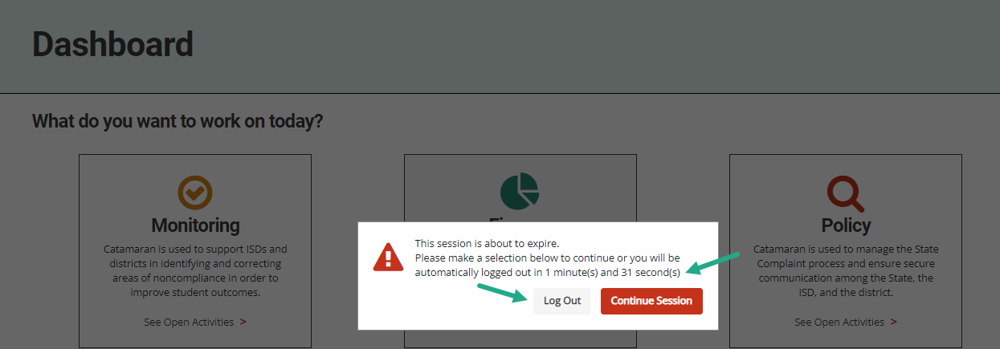 Dashboard
What do you want to work on today?
Monitoring
Catamaran is used to support ISDs and
districts in identifying and correcting
areas of noncompliance in order to
improve student outcomes.
See Open Activities >
This session is about to expire.
Please make a selection below to continue or you will be
automatically logged out in 1 minute(s) and 31 second(s)
Log Out
Continue Session
Policy
Catamaran is used to manage the State
Complaint process and ensure secure
communication among the State, the
ISD, and the district.
See Open Activities >